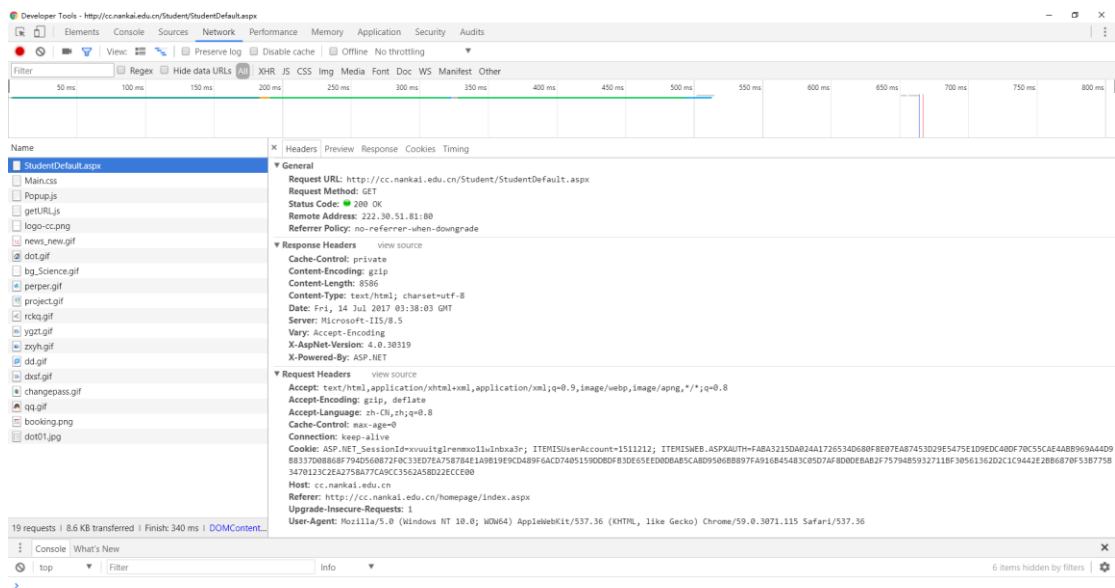 Developer Tools - http://cc.nankai.edu.cn/Student/StudentDefault.aspx
Elements Console Sources Network Performance Memory Application Security Audits
View: Preserve log Disable cache Offline No throttling
Filter Regex Hide data URLs All XHR JS CSS Img Media Font Doc WS Manifest Other
50 ms 100 ms 150 ms 200 ms 250 ms 300 ms 350 ms 400 ms 450 ms 500 ms 550 ms 600 ms 650 ms 700 ms 750 ms 800 ms
Name
StudentDefault.aspx
Main.css
Popup.js
getURL.js
logo-cc.png
news_new.gif
dot.gif
bg_Science.gif
perper.gif
project.gif
rckq.gif
ygzt.gif
zxyh.gif
dd.gif
dxsf.gif
changepass.gif
qq.gif
booking.png
dot01.jpg
19 requests | 8.6 KB transferred | Finish: 340 ms | DOMContent...
× Headers Preview Response Cookies Timing
General
Request URL: http://cc.nankai.edu.cn/Student/StudentDefault.aspx
Request Method: GET
Status Code: 200 OK
Remote Address: 222.30.51.81:80
Referrer Policy: no-referrer-when-downgrade
Response Headers view source
Cache-Control: private
Content-Encoding: gzip
Content-Length: 8586
Content-Type: text/html; charset=utf-8
Date: Fri, 14 Jul 2017 03:38:03 GMT
Server: Microsoft-IIS/8.5
Vary: Accept-Encoding
X-AspNet-Version: 4.0.30319
X-Powered-By: ASP.NET
Request Headers view source
Accept: text/html,application/xhtml+xml,application/xml;q=0.9,image/webp,image/apng,*/*;q=0.8
Accept-Encoding: gzip, deflate
Accept-Language: zh-CN,zh;q=0.8
Cache-Control: max-age=0
Connection: keep-alive
Cookie: ASP.NET_SessionId=xvuuitglrenmxo11wlnbxa3r; ITEMISUserAccount=1511212; ITEMISWEB.ASPXAUTH=FABA3215DA024A1726534D680F8E07EA87453D29E5475E1D9EDC40DF70C55CAE4ABB969A44D9
88337D08868F794D560872F0C33ED7EA758784E1A9B19E9CD489F6ACD7405159DDBDFB3DE65EED0DBAB5CA8D9506BB897FA916B45483C05D7AF8D0DEBAB2F75794B5932711BF30561362D2C1C9442E2BB6870F53B775B
3470123C2EA2758A77CA9CC3562A58D22ECCE00
Host: cc.nankai.edu.cn
Referer: http://cc.nankai.edu.cn/homepage/index.aspx
Upgrade-Insecure-Requests: 1
User-Agent: Mozilla/5.0 (Windows NT 10.0; WOW64) AppleWebKit/537.36 (KHTML, like Gecko) Chrome/59.0.3071.115 Safari/537.36
Console What's New
top Filter Info 6 items hidden by filters